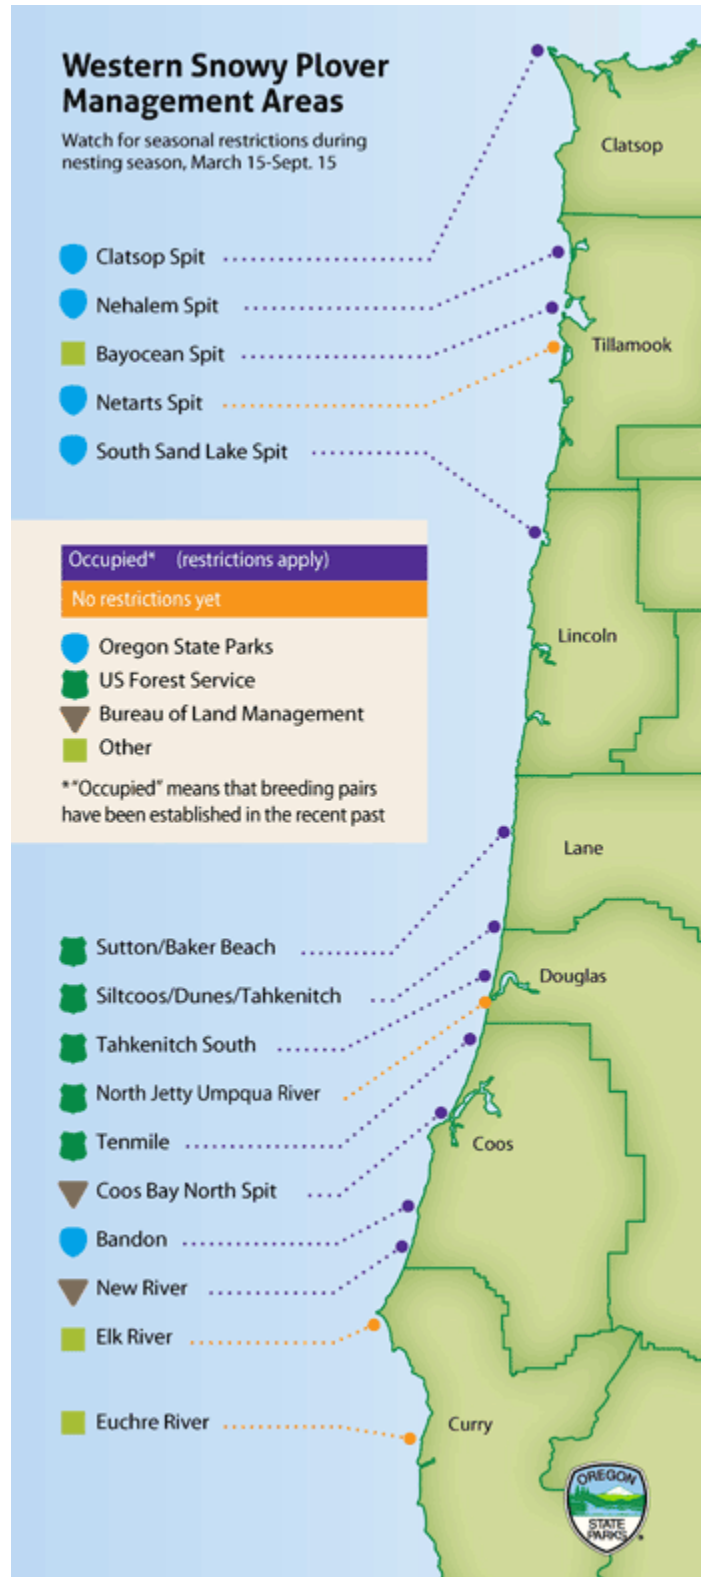 Western Snowy Plover
Management Areas
Watch for seasonal restrictions during
nesting season, March 15-Sept. 15
Clatsop
Clatsop Spit
Nehalem Spit
Bayocean Spit
Tillamook
Netarts Spit
South Sand Lake Spit
Occupied* (restrictions apply)
No restrictions yet
Oregon State Parks
US Forest Service
Bureau of Land Management
Other
*"Occupied" means that breeding pairs
have been established in the recent past
Lincoln
Lane
Sutton/Baker Beach
Siltcoos/Dunes/Tahkenitch
Douglas
Tahkenitch South
North Jetty Umpqua River
Tenmile
Coos
Coos Bay North Spit
Bandon
New River
Elk River
Euchre River
Curry
OREGON
STATE
PARKS